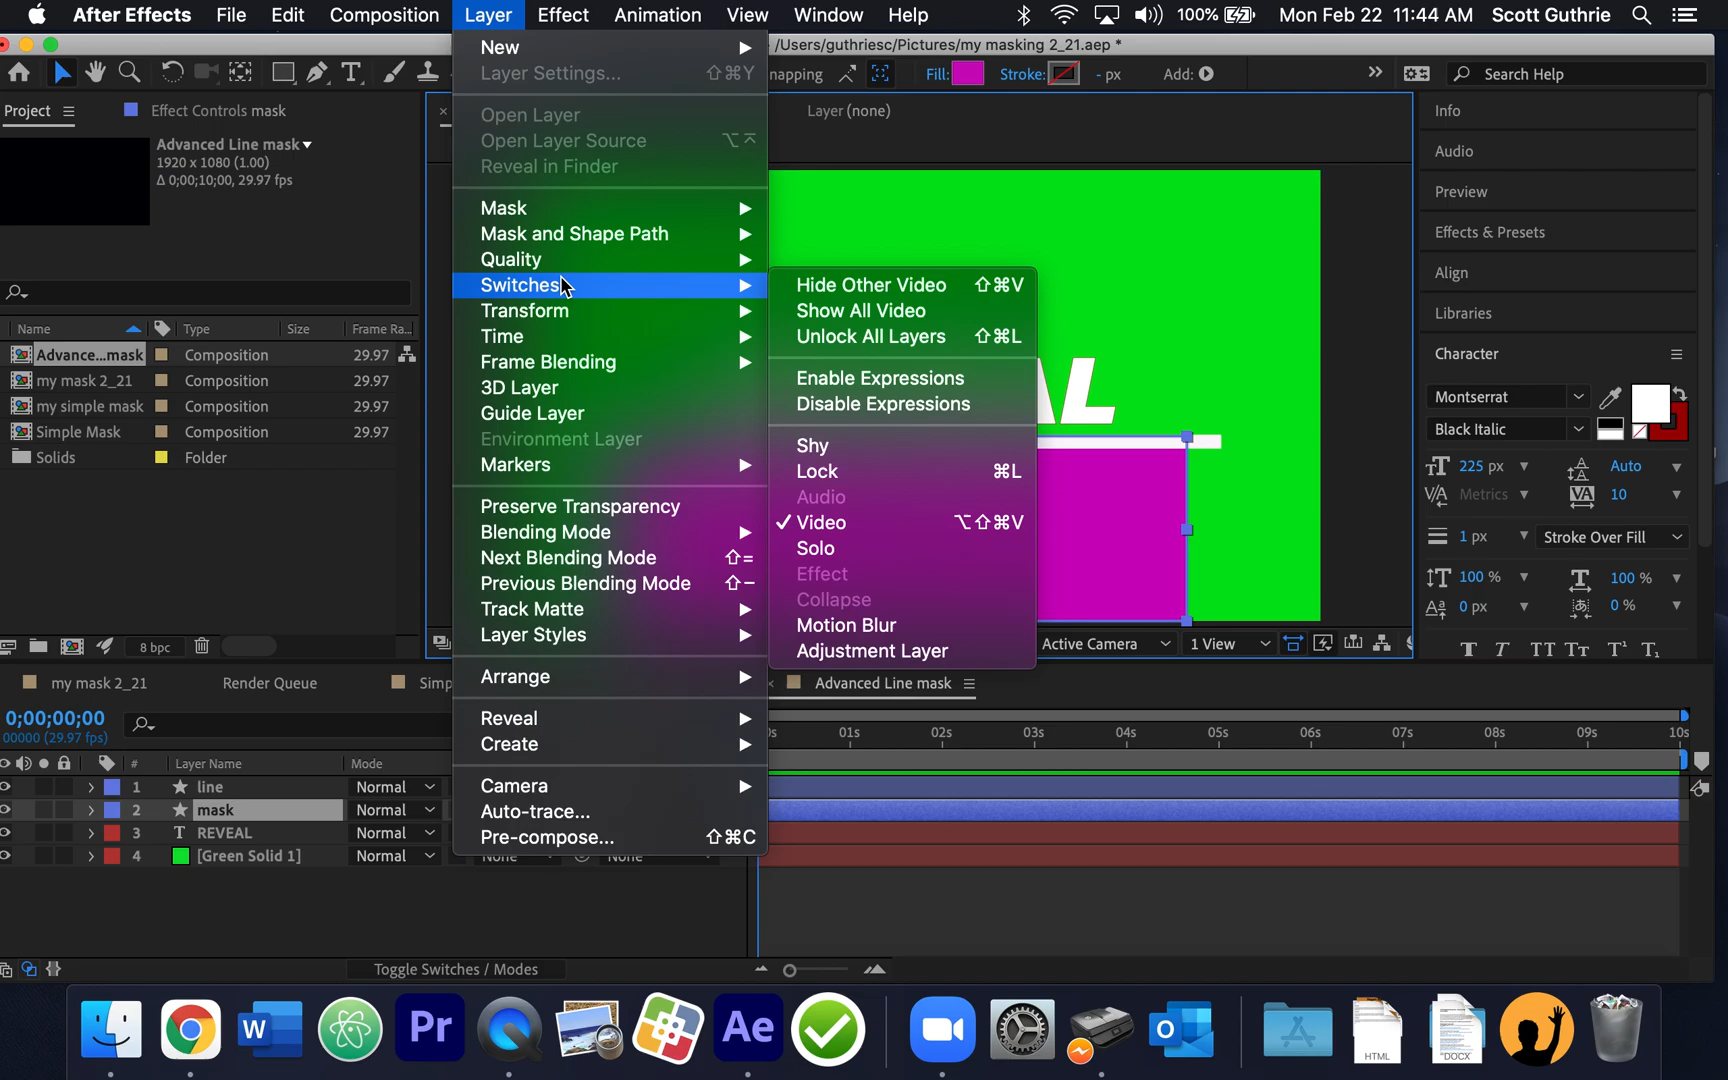 After Effects File Edit Composition Layer Effect Animation View Window Help 100% Mon Feb 22 11:44 AM Scott Guthrie
/Users/guthriesc/Pictures/my masking 2_21.aep *
T napping Fill: Stroke: - px Add: Search Help
Project
Effect Controls mask
Advanced Line mask
1920 x 1080 (1.00)
Δ 0;00;10;00, 29.97 fps
Name Type Size Frame Ra...
Advance...mask Composition 29.97
my mask 2_21 Composition 29.97
my simple mask Composition 29.97
Simple Mask Composition 29.97
Solids Folder
8 bpc
New
Layer Settings... ⇧⌘Y
Open Layer
Open Layer Source
Reveal in Finder
Mask
Mask and Shape Path
Quality
Switches
Transform
Time
Frame Blending
3D Layer
Guide Layer
Environment Layer
Markers
Preserve Transparency
Blending Mode
Next Blending Mode ⇧=
Previous Blending Mode ⇧-
Track Matte
Layer Styles
Arrange
Reveal
Create
Camera
Auto-trace...
Pre-compose... ⇧⌘C
Hide Other Video ⇧⌘V
Show All Video
Unlock All Layers ⇧⌘L
Enable Expressions
Disable Expressions
Shy
Lock ⌘L
Audio
✓ Video ⌥⇧⌘V
Solo
Effect
Collapse
Motion Blur
Adjustment Layer
Layer (none)
AL
Active Camera 1 View
Info
Audio
Preview
Effects & Presets
Align
Libraries
Character
Montserrat
Black Italic
225 px Auto
Metrics 10
1 px Stroke Over Fill
100 % 100 %
0 px 0 %
T T TT Tt T¹ T₁
my mask 2_21 Render Queue Simp Advanced Line mask
0;00;00;00
00000 (29.97 fps)
# Layer Name Mode
1 line Normal
2 mask Normal
3 T REVEAL Normal
4 [Green Solid 1] Normal None None
0s 01s 02s 03s 04s 05s 06s 07s 08s 09s 10s
Toggle Switches / Modes
W Pr Ae HTML DOCX O